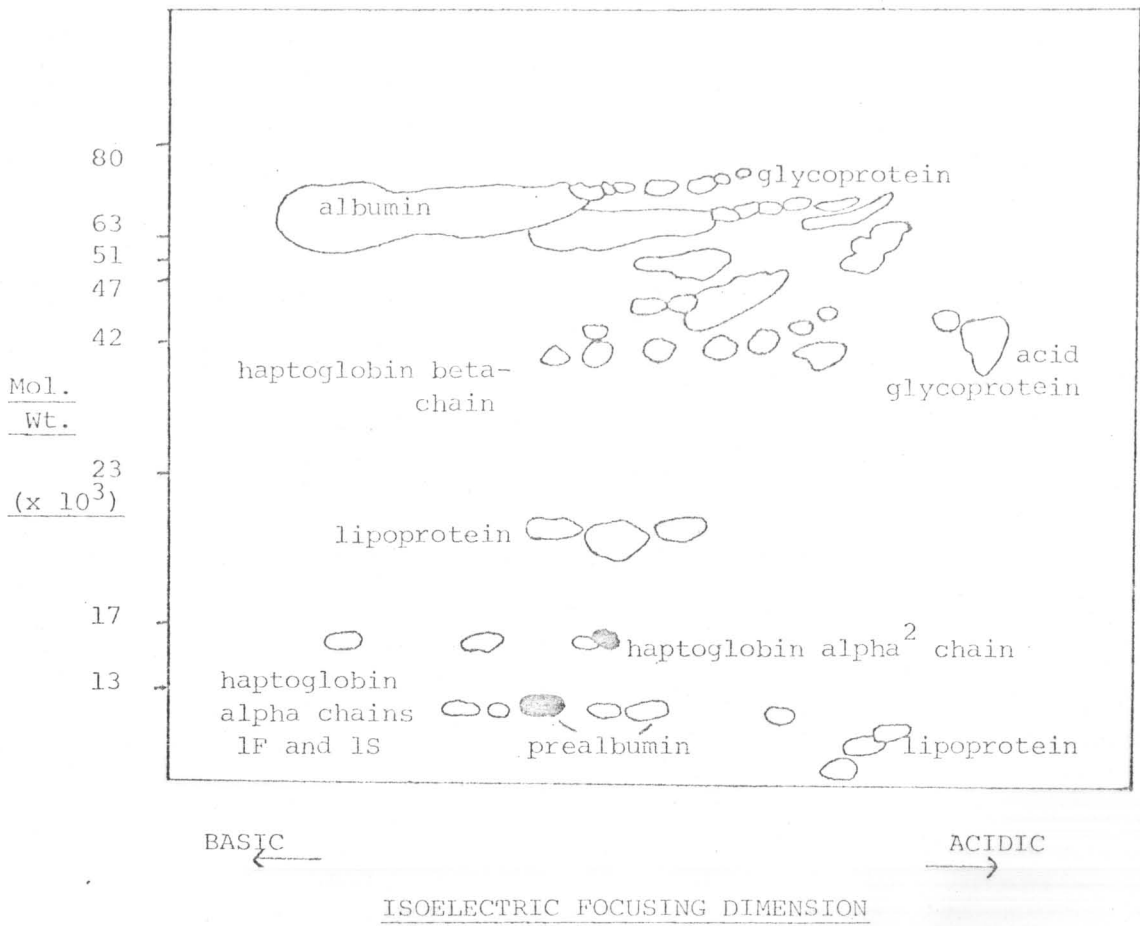 80
glycoprotein
albumin
63
51
47
42
haptoglobin beta-
chain
acid
glycoprotein
Mol.
Wt.
(x 10³)
23
lipoprotein
17
haptoglobin alpha² chain
13
haptoglobin
alpha chains
1F and 1S
prealbumin
lipoprotein
BASIC
ACIDIC
ISOELECTRIC FOCUSING DIMENSION